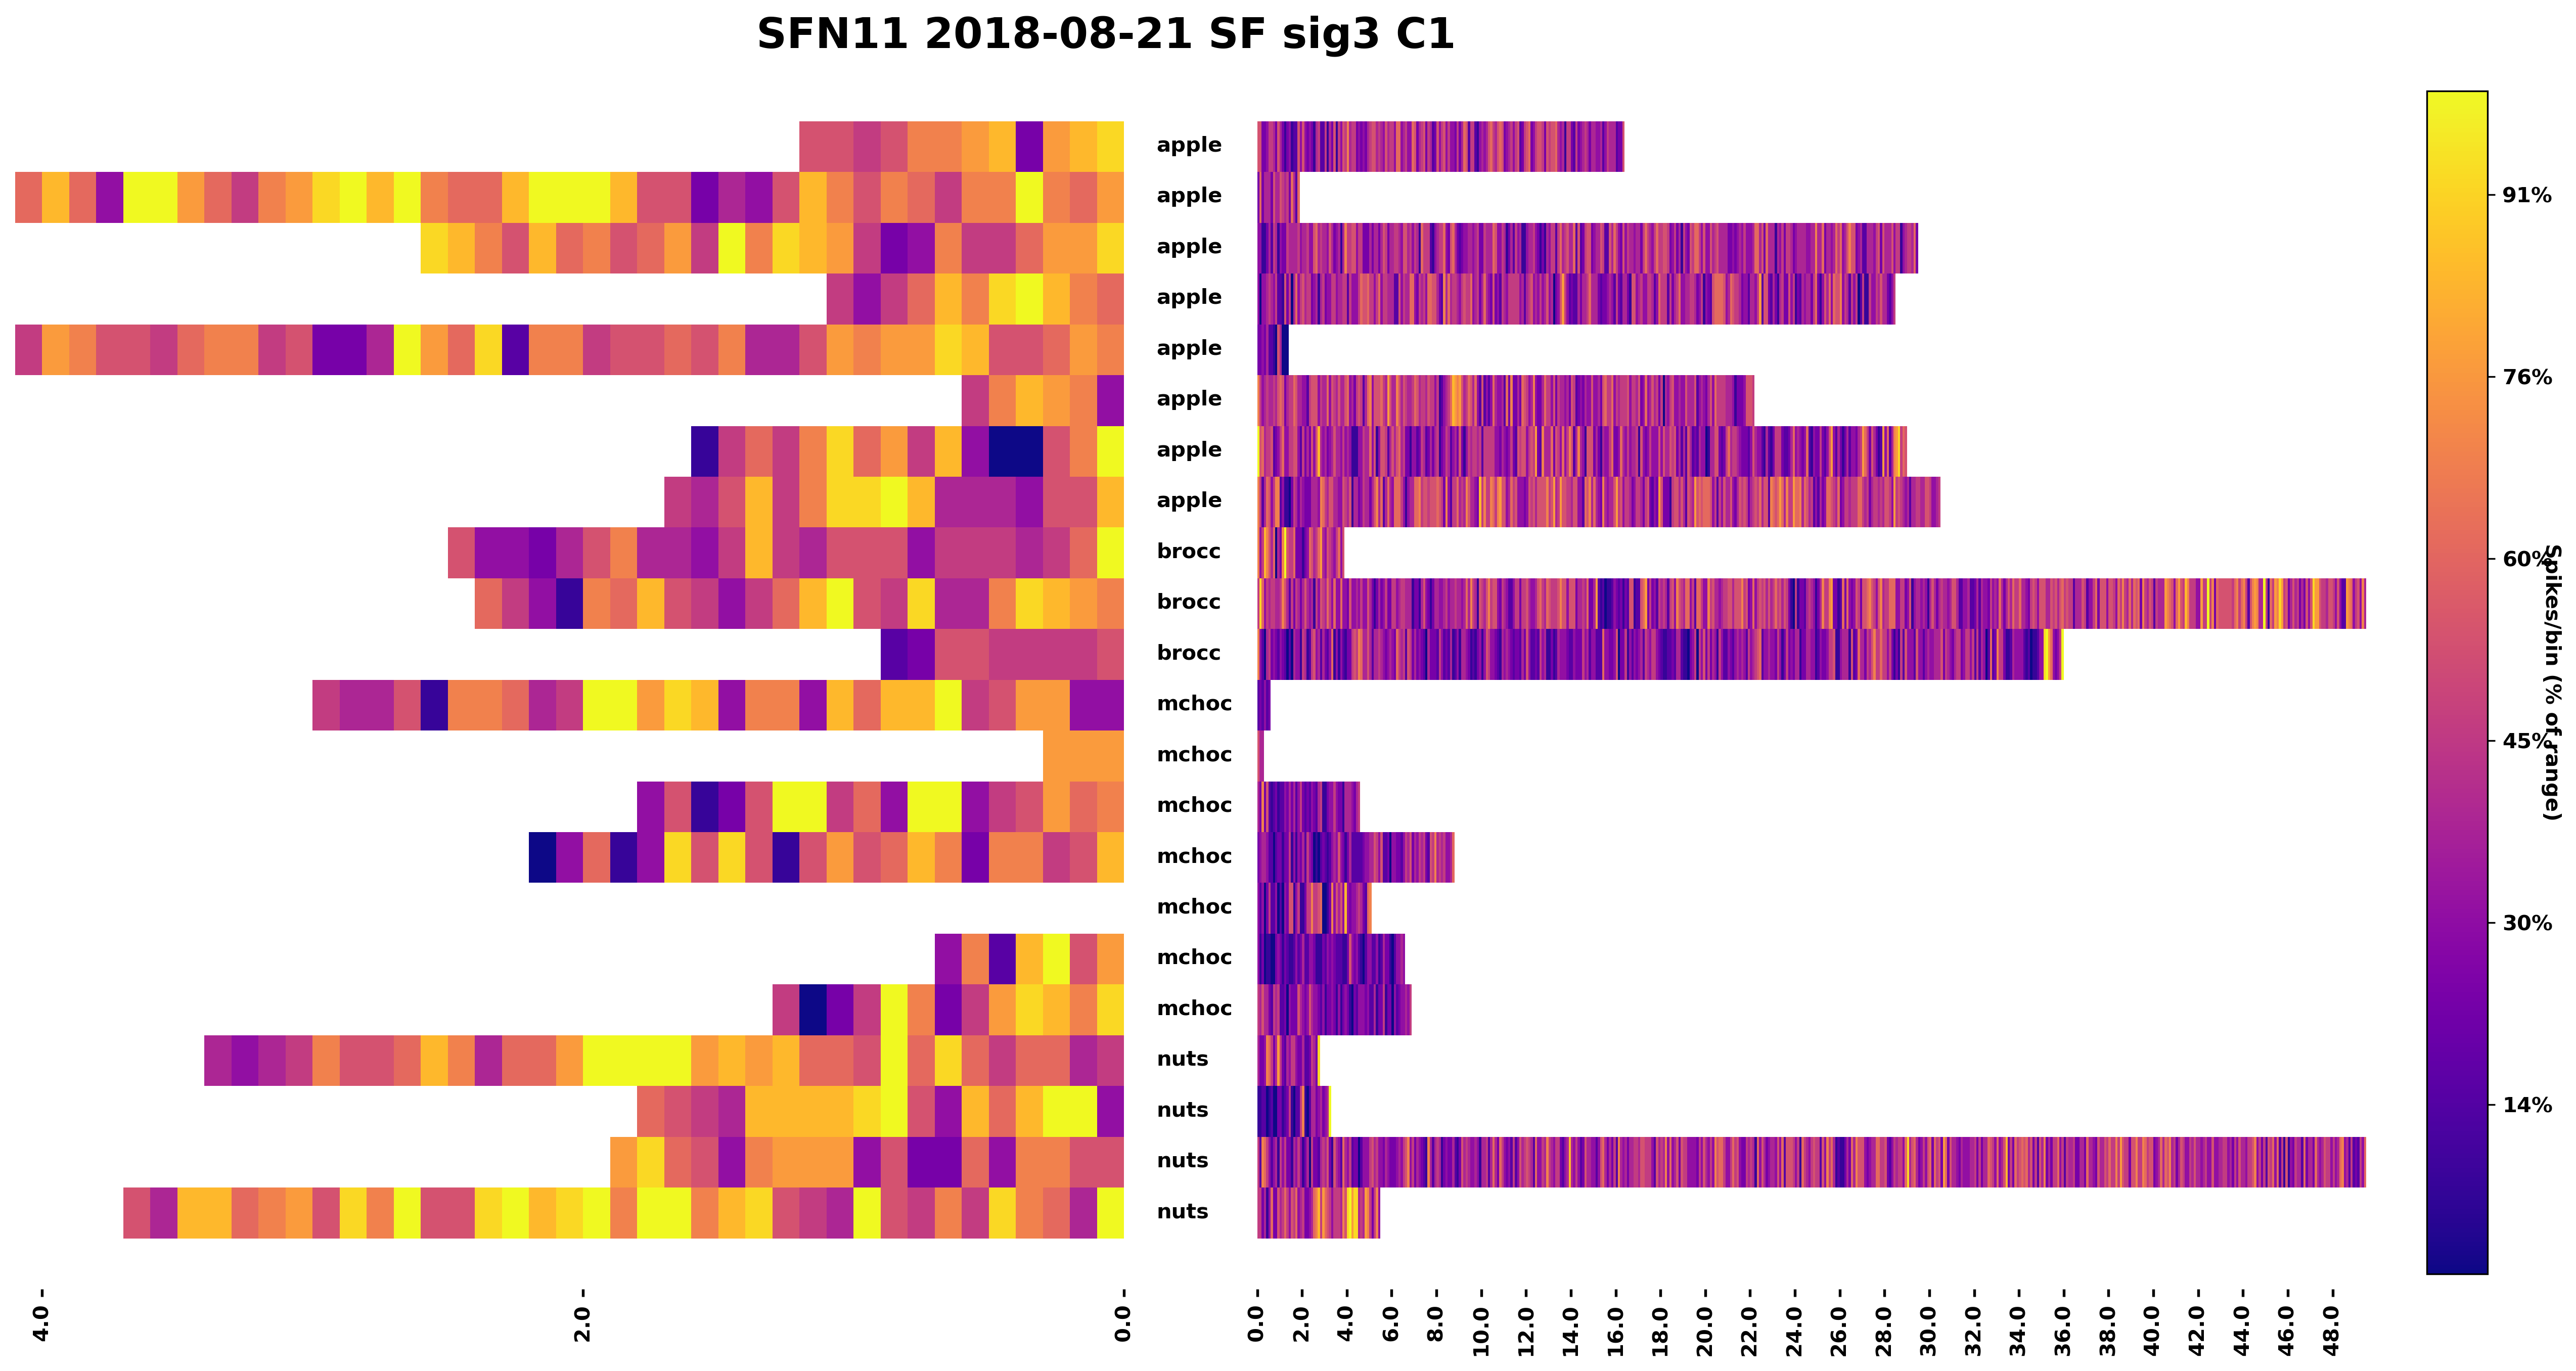 SFN11 2018-08-21 SF sig3 C1
apple
apple
apple
apple
apple
apple
apple
apple
brocc
brocc
brocc
mchoc
mchoc
mchoc
mchoc
mchoc
mchoc
mchoc
nuts
nuts
nuts
nuts
4.0
2.0
0.0
0.0
2.0
4.0
6.0
8.0
10.0
12.0
14.0
16.0
18.0
20.0
22.0
24.0
26.0
28.0
30.0
32.0
34.0
36.0
38.0
40.0
42.0
44.0
46.0
48.0
91%
76%
60%
45%
30%
14%
Spikes/bin (% of range)